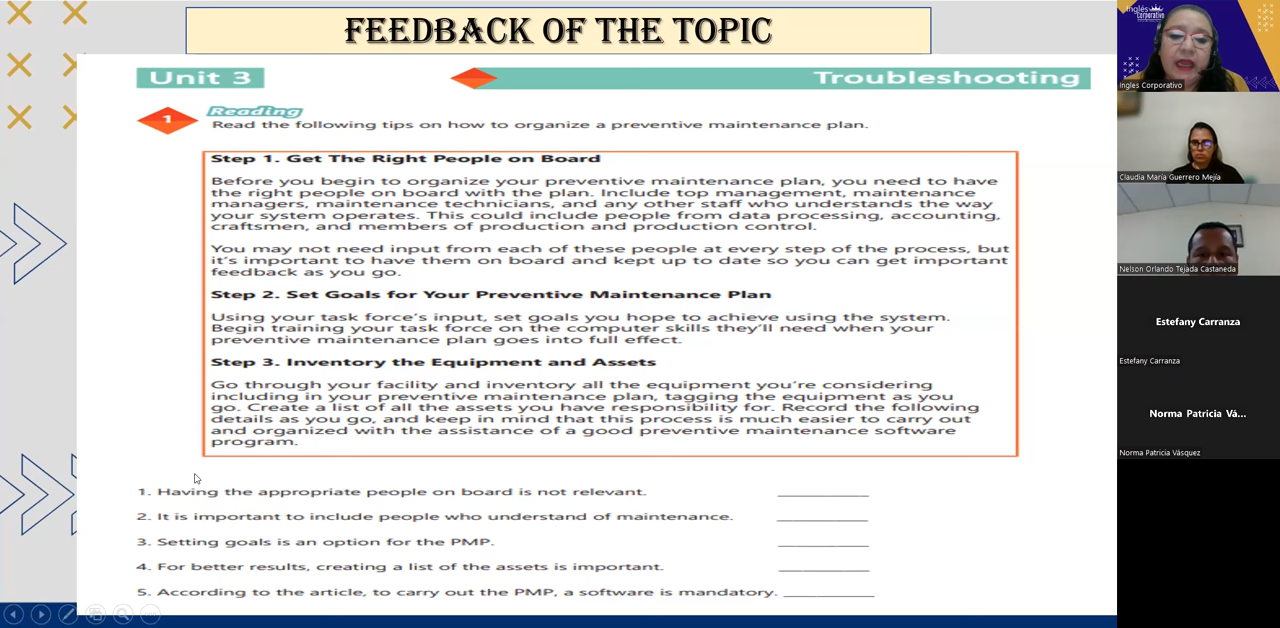 FEEDBACK OF THE TOPIC
Unit 3
Troubleshooting
1
Reading
Read the following tips on how to organize a preventive maintenance plan.
Step 1. Get The Right People on Board
Before you begin to organize your preventive maintenance plan, you need to have
the right people on board with the plan. Include top management, maintenance
managers, maintenance technicians, and any other staff who understands the way
your system operates. This could include people from data processing, accounting,
craftsmen, and members of production and production control.
You may not need input from each of these people at every step of the process, but
it's important to have them on board and kept up to date so you can get important
feedback as you go.
Step 2. Set Goals for Your Preventive Maintenance Plan
Using your task force's input, set goals you hope to achieve using the system.
Begin training your task force on the computer skills they'll need when your
preventive maintenance plan goes into full effect.
Step 3. Inventory the Equipment and Assets
Go through your facility and inventory all the equipment you're considering
including in your preventive maintenance plan, tagging the equipment as you
go. Create a list of all the assets you have responsibility for. Record the following
details as you go, and keep in mind that this process is much easier to carry out
and organized with the assistance of a good preventive maintenance software
program.
1. Having the appropriate people on board is not relevant. __________
2. It is important to include people who understand of maintenance. __________
3. Setting goals is an option for the PMP. __________
4. For better results, creating a list of the assets is important. __________
5. According to the article, to carry out the PMP, a software is mandatory. __________
Inglés
Corporativo
Ingles Corporativo
Claudia María Guerrero Mejía
Nelson Orlando Tejada Castaneda
Estefany Carranza
Estefany Carranza
Norma Patricia Vá...
Norma Patricia Vásquez